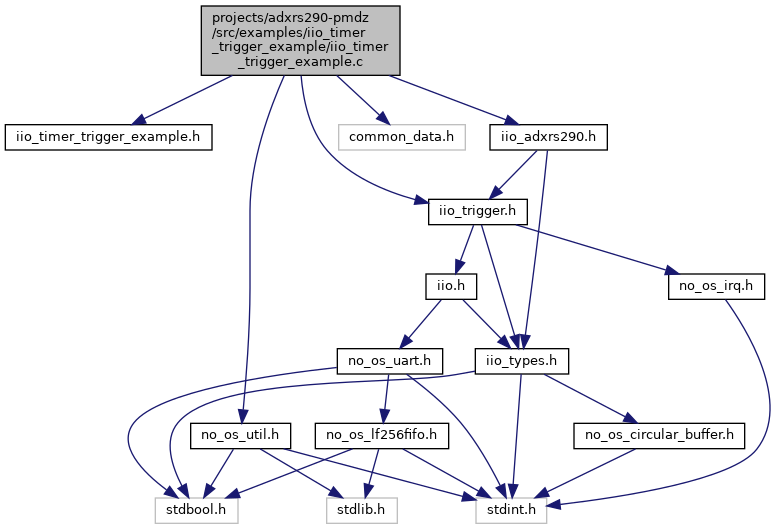 projects/adxrs290-pmdz
/src/examples/iio_timer
_trigger_example/iio_timer
_trigger_example.c
iio_timer_trigger_example.h
common_data.h
iio_adxrs290.h
iio_trigger.h
iio.h
no_os_irq.h
no_os_uart.h
iio_types.h
no_os_util.h
no_os_lf256fifo.h
no_os_circular_buffer.h
stdbool.h
stdlib.h
stdint.h